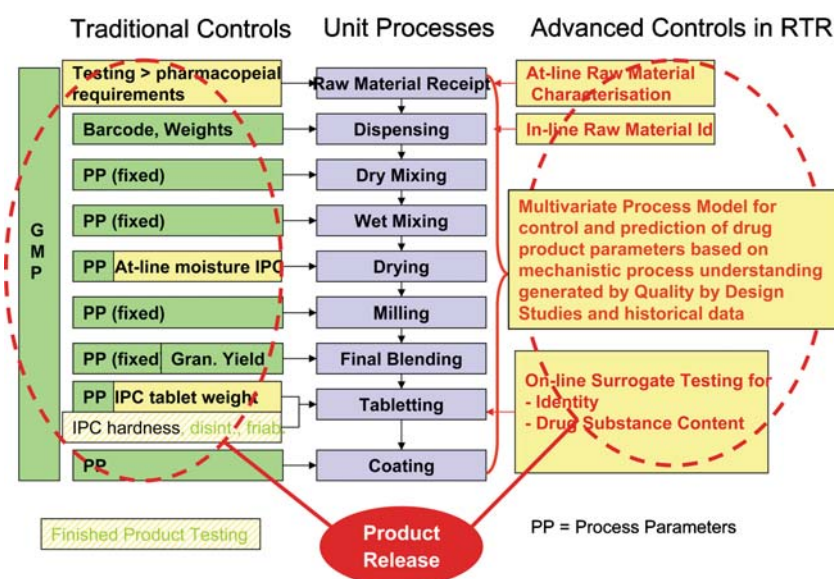 Traditional Controls
Unit Processes
Advanced Controls in RTR
GMP
Testing > pharmacopeial
requirements
Raw Material Receipt
At-line Raw Material
Characterisation
Barcode, Weights
Dispensing
In-line Raw Material Id
PP (fixed)
Dry Mixing
PP (fixed)
Wet Mixing
Multivariate Process Model for
control and prediction of drug
product parameters based on
mechanistic process understanding
generated by Quality by Design
Studies and historical data
PP At-line moisture IPC
Drying
PP (fixed)
Milling
PP (fixed Gran. Yield
Final Blending
PP IPC tablet weight
IPC hardness, disint., friab.
Tabletting
On-line Surrogate Testing for
- Identity
- Drug Substance Content
PP
Coating
Finished Product Testing
Product
Release
PP = Process Parameters